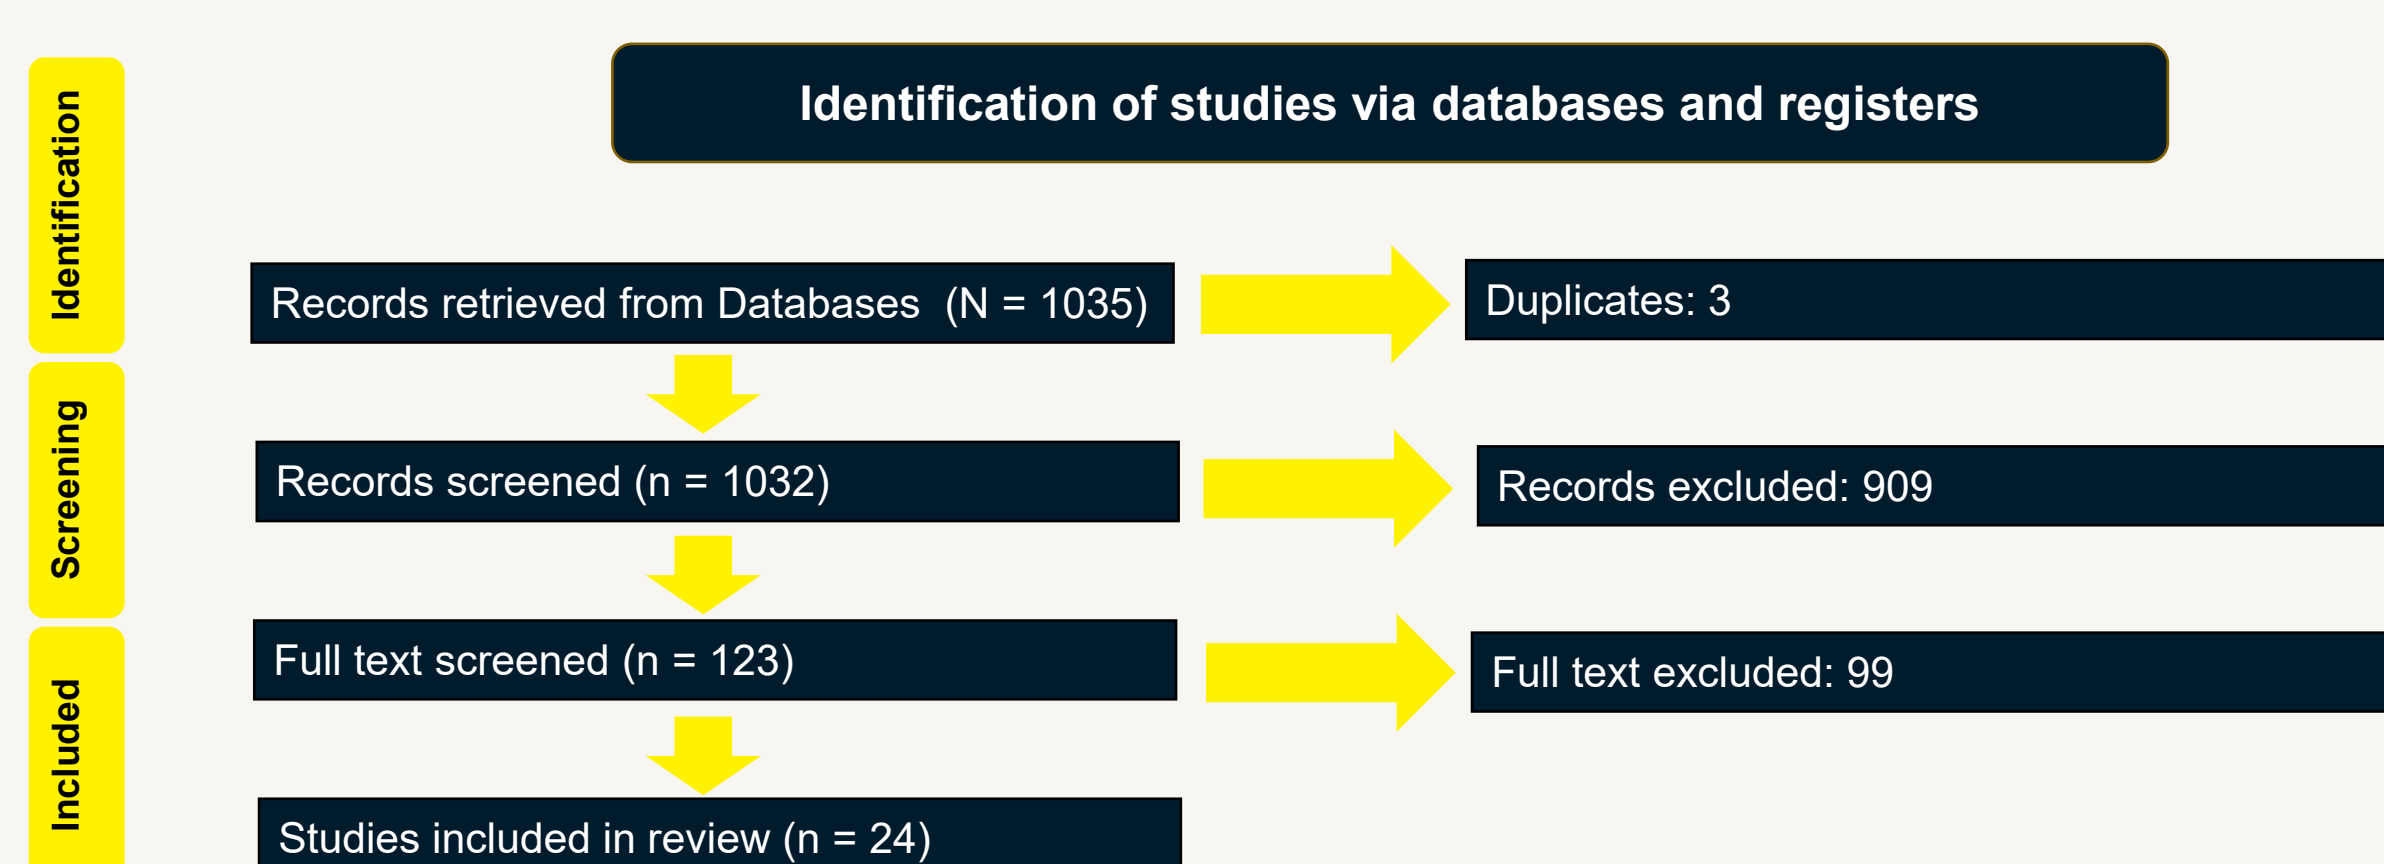 Identification of studies via databases and registers
Identification
Records retrieved from Databases  (N = 1035)
Duplicates: 3
Screening
Records screened (n = 1032)
Records excluded: 909
Full text screened (n = 123)
Full text excluded: 99
Included
Studies included in review (n = 24)